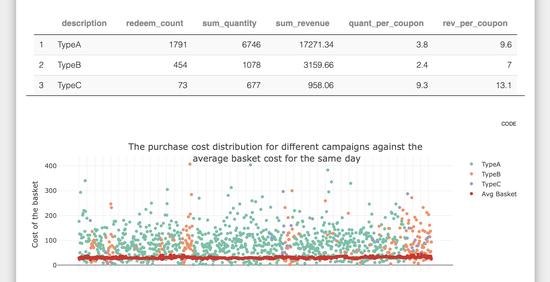 description redeem_count sum_quantity sum_revenue quant_per_coupon rev_per_coupon
1 TypeA 1791 6746 17271.34 3.8 9.6
2 TypeB 454 1078 3159.66 2.4 7
3 TypeC 73 677 958.06 9.3 13.1
CODE
The purchase cost distribution for different campaigns against the
average basket cost for the same day
Cost of the basket
400
300
200
100
0
TypeA
TypeB
TypeC
Avg Basket